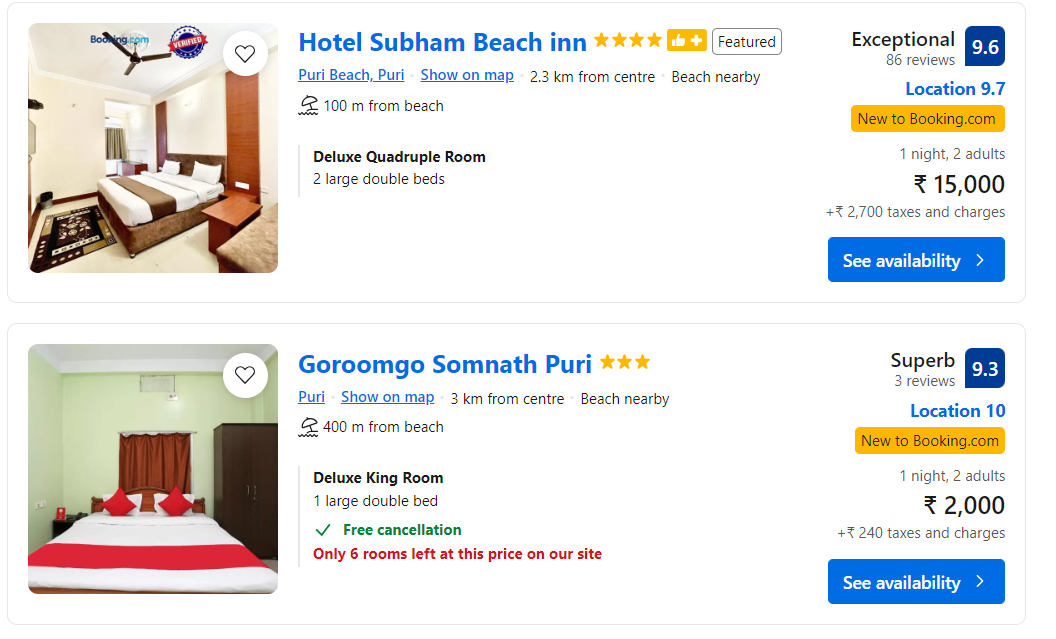 Booking.com
VERIFIED
Hotel Subham Beach inn
Featured
Puri Beach, Puri · Show on map · 2.3 km from centre · Beach nearby
100 m from beach
Deluxe Quadruple Room
2 large double beds
Exceptional
86 reviews
9.6
Location 9.7
New to Booking.com
1 night, 2 adults
₹ 15,000
+₹ 2,700 taxes and charges
See availability
Goroomgo Somnath Puri
Puri · Show on map · 3 km from centre · Beach nearby
400 m from beach
Deluxe King Room
1 large double bed
Free cancellation
Only 6 rooms left at this price on our site
Superb
3 reviews
9.3
Location 10
New to Booking.com
1 night, 2 adults
₹ 2,000
+₹ 240 taxes and charges
See availability